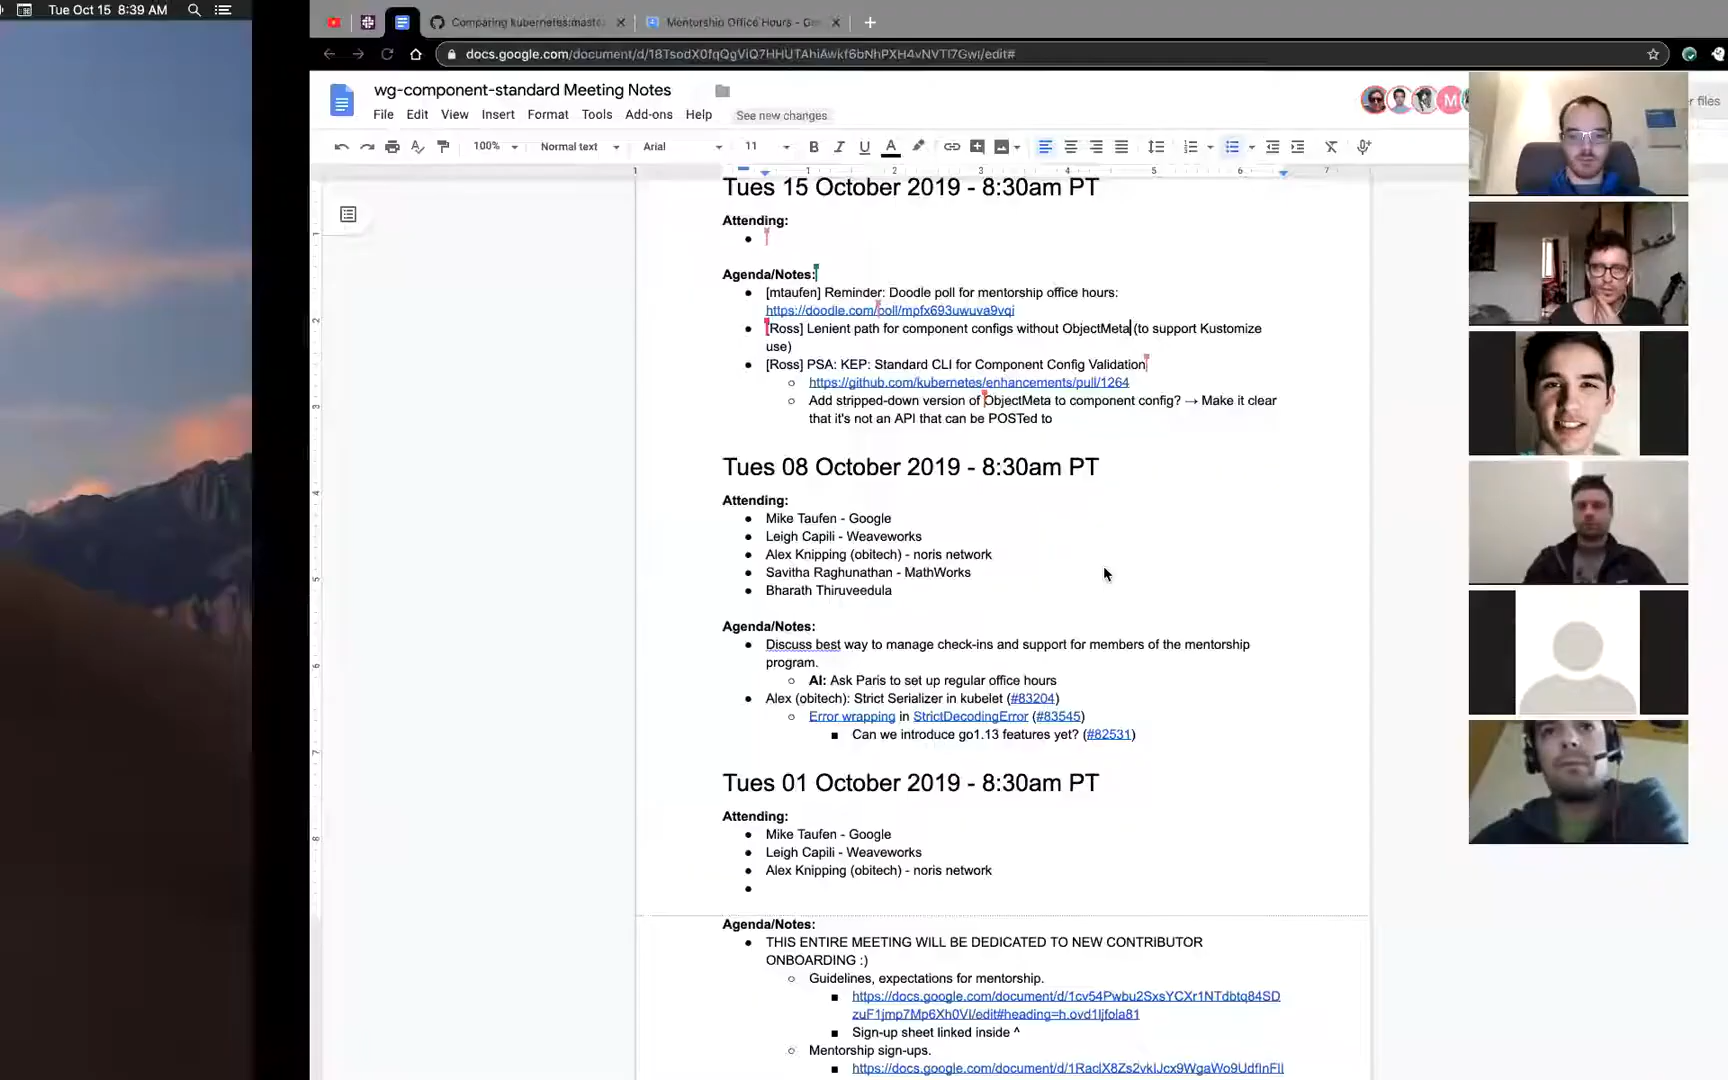 Tue Oct 15 8:39 AM
Comparing kubernetes:maste
Mentorship Office Hours - G
docs.google.com/document/d/
wg-component-standard Meeting Notes
File Edit View Insert Format Tools Add-ons Help See new changes
100% Normal text Arial 11 B I U A
Tues 15 October 2019 - 8:30am PT
Attending:
Agenda/Notes:
[mtaufen] Reminder: Doodle poll for mentorship office hours:
https://doodle.com/poll/mpfx693uwuva9vqi
[Ross] Lenient path for component configs without ObjectMeta (to support Kustomize
use)
[Ross] PSA: KEP: Standard CLI for Component Config Validation
https://github.com/kubernetes/enhancements/pull/1264
Add stripped-down version of ObjectMeta to component config? → Make it clear
that it's not an API that can be POSTed to
Tues 08 October 2019 - 8:30am PT
Attending:
Mike Taufen - Google
Leigh Capili - Weaveworks
Alex Knipping (obitech) - noris network
Savitha Raghunathan - MathWorks
Bharath Thiruveedula
Agenda/Notes:
Discuss best way to manage check-ins and support for members of the mentorship
program.
AI: Ask Paris to set up regular office hours
Alex (obitech): Strict Serializer in kubelet (#83204)
Error wrapping in StrictDecodingError (#83545)
Can we introduce go1.13 features yet? (#82531)
Tues 01 October 2019 - 8:30am PT
Attending:
Mike Taufen - Google
Leigh Capili - Weaveworks
Alex Knipping (obitech) - noris network
Agenda/Notes:
THIS ENTIRE MEETING WILL BE DEDICATED TO NEW CONTRIBUTOR
ONBOARDING :)
Guidelines, expectations for mentorship.
https://docs.google.com/document/d/1cv54Pwbu2SxsYCXr1NTdbtq84SD
zuF1jmp7Mp6Xh0VI/edit#heading=h.ovd1ljfola81
Sign-up sheet linked inside ^
Mentorship sign-ups.
https://docs.google.com/document/d/